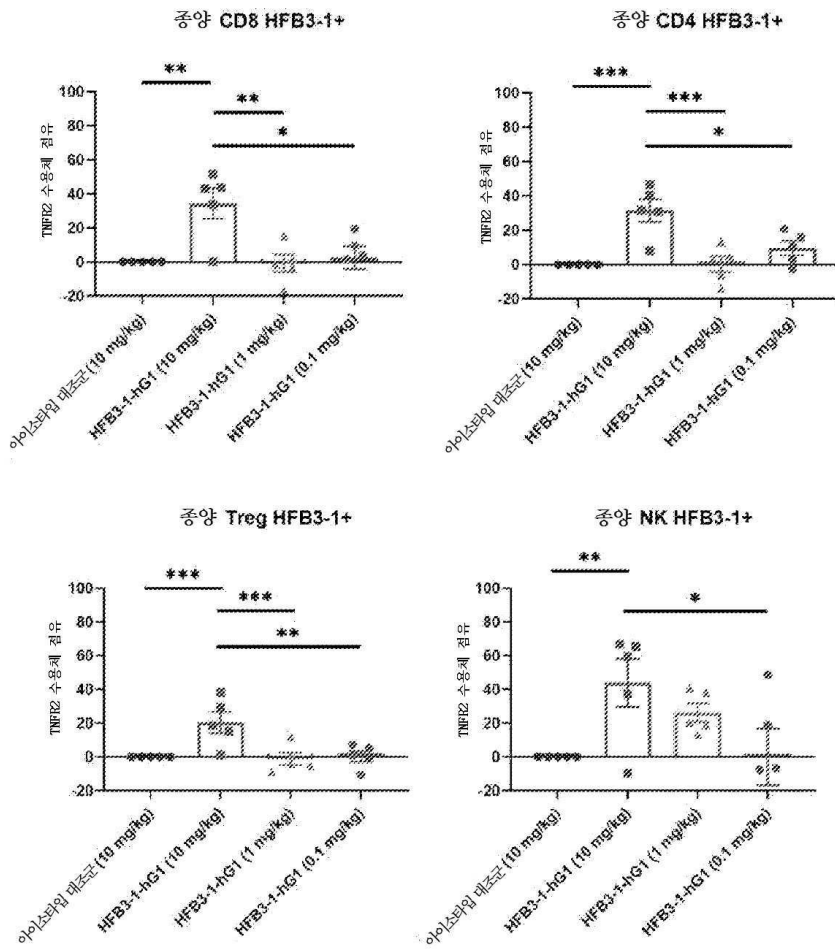 종양 CD8 HFB3-1+
**
**
*
TNFR2 수용체 점유
100
80
60
40
20
0
-20
아이소타입 대조군 (10 mg/kg)
HFB3-1-hG1 (10 mg/kg)
HFB3-1-hG1 (1 mg/kg)
HFB3-1-hG1 (0.1 mg/kg)
종양 CD4 HFB3-1+
***
***
*
TNFR2 수용체 점유
100
80
60
40
20
0
-20
아이소타입 대조군 (10 mg/kg)
HFB3-1-hG1 (10 mg/kg)
HFB3-1-hG1 (1 mg/kg)
HFB3-1-hG1 (0.1 mg/kg)
종양 Treg HFB3-1+
***
***
**
TNFR2 수용체 점유
100
80
60
40
20
0
-20
아이소타입 대조군 (10 mg/kg)
HFB3-1-hG1 (10 mg/kg)
HFB3-1-hG1 (1 mg/kg)
HFB3-1-hG1 (0.1 mg/kg)
종양 NK HFB3-1+
**
*
TNFR2 수용체 점유
100
80
60
40
20
0
-20
아이소타입 대조군 (10 mg/kg)
HFB3-1-hG1 (10 mg/kg)
HFB3-1-hG1 (1 mg/kg)
HFB3-1-hG1 (0.1 mg/kg)